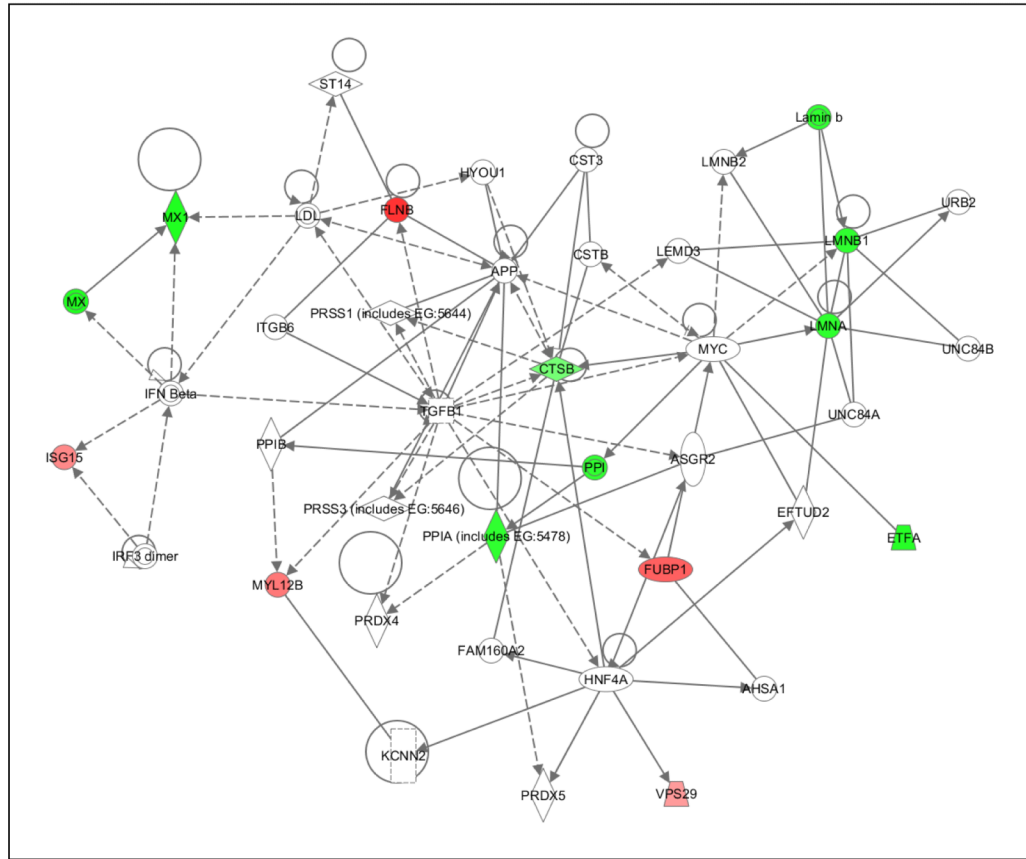 ST14
Lamin b
HYOU1
CST3
LMNB2
MX1
LDL
FLNB
URB2
LMNB1
LEMD3
CSTB
APP
MX
PRSS1 (includes EG:5644)
ITGB6
LMNA
MYC
UNC84B
CTSB
IFN Beta
TGFB1
UNC84A
PPIB
ISG15
PPI
ASGR2
PRSS3 (includes EG:5646)
EFTUD2
PPIA (includes EG:5478)
ETFA
IRF3 dimer
FUBP1
MYL12B
PRDX4
FAM160A2
HNF4A
AHSA1
KCNN2
PRDX5
VPS29